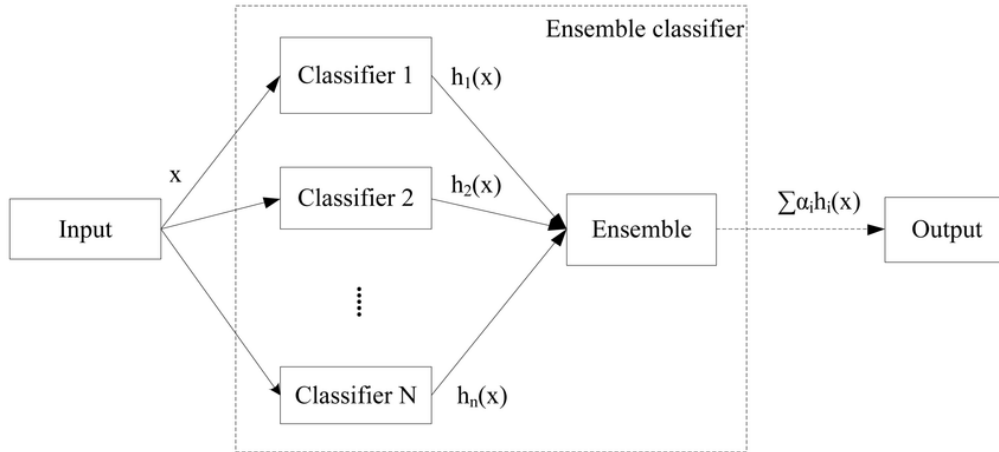 Ensemble classifier
Classifier 1
h₁(x)
x
Classifier 2
h₂(x)
Input
Ensemble
∑αᵢhᵢ(x)
Output
Classifier N
hₙ(x)